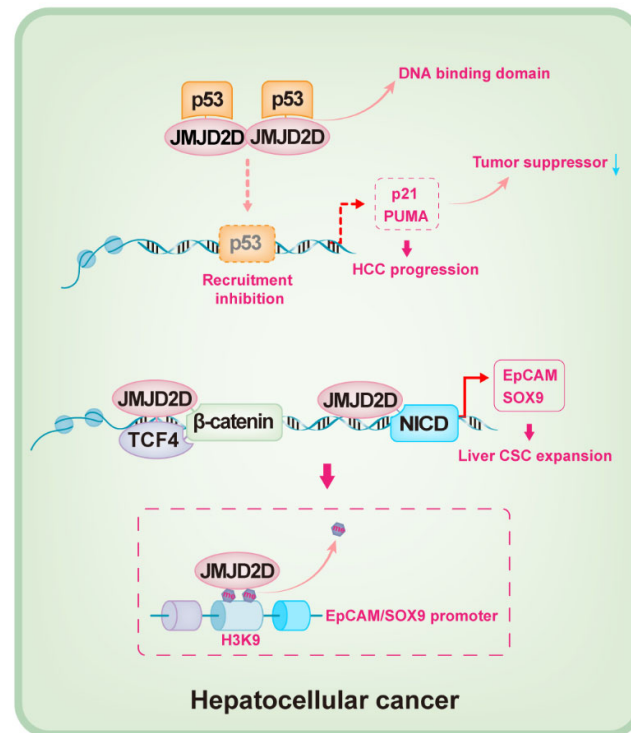 p53
p53
JMJD2D
JMJD2D
DNA binding domain
p53
Recruitment
inhibition
p21
PUMA
Tumor suppressor ↓
HCC progression
JMJD2D
TCF4
β-catenin
JMJD2D
NICD
EpCAM
SOX9
Liver CSC expansion
me
JMJD2D
me
me
H3K9
EpCAM/SOX9 promoter
Hepatocellular cancer